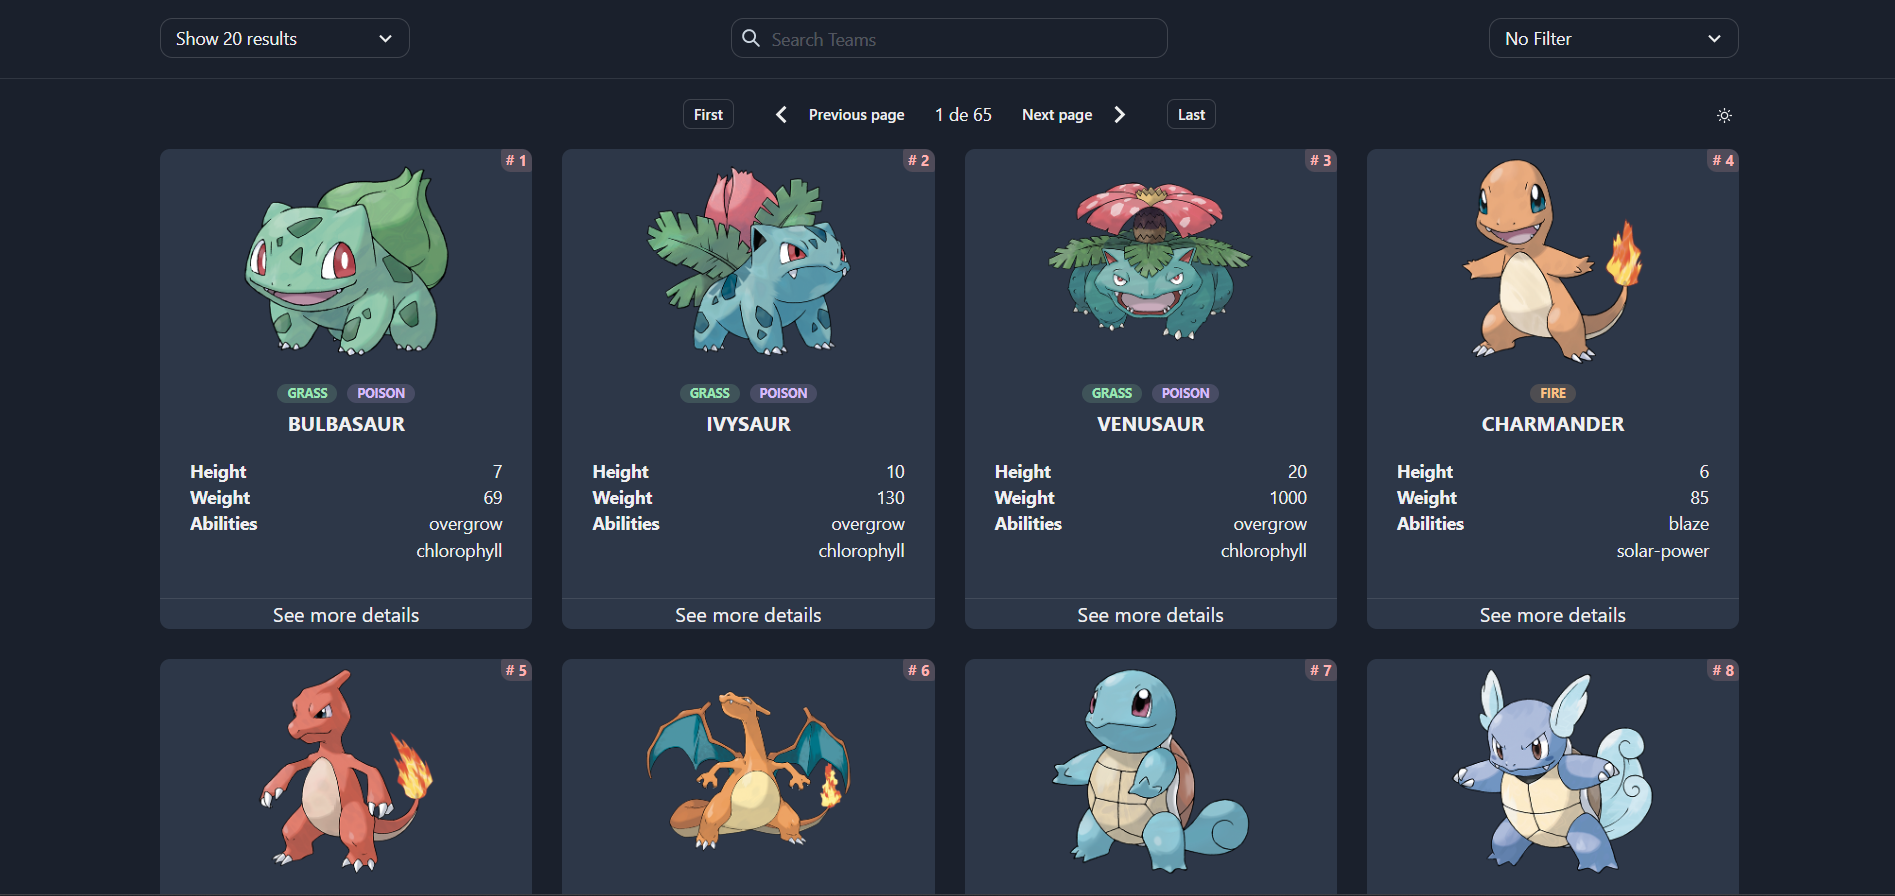 Show 20 results
Search Teams
No Filter
First
Previous page
1 de 65
Next page
Last
# 1
GRASS POISON
BULBASAUR
Height 7
Weight 69
Abilities overgrow
chlorophyll
See more details
# 2
GRASS POISON
IVYSAUR
Height 10
Weight 130
Abilities overgrow
chlorophyll
See more details
# 3
GRASS POISON
VENUSAUR
Height 20
Weight 1000
Abilities overgrow
chlorophyll
See more details
# 4
FIRE
CHARMANDER
Height 6
Weight 85
Abilities blaze
solar-power
See more details
# 5
# 6
# 7
# 8